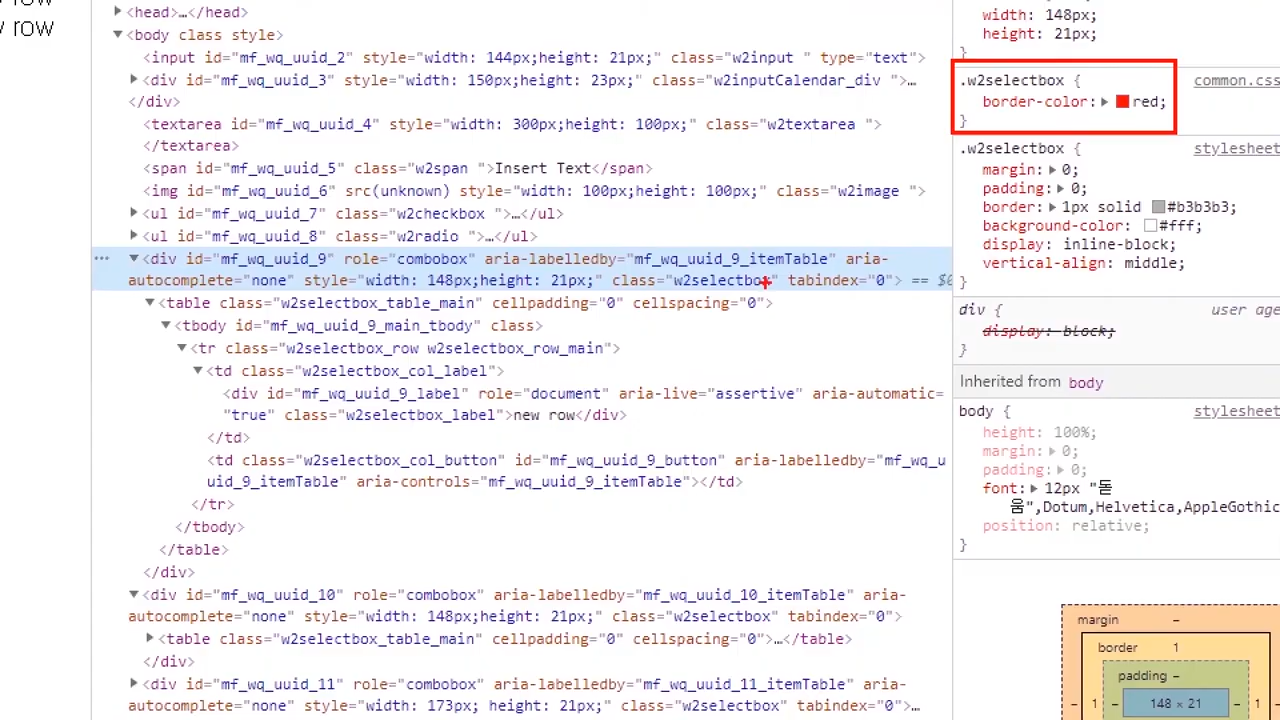 v row
▶<head>…</head>
▼<body class style>
<input id="mf_wq_uuid_2" style="width: 144px;height: 21px;" class="w2input " type="text">
▶<div id="mf_wq_uuid_3" style="width: 150px;height: 23px;" class="w2inputCalendar_div ">…
</div>
<textarea id="mf_wq_uuid_4" style="width: 300px;height: 100px;" class="w2textarea ">
</textarea>
<span id="mf_wq_uuid_5" class="w2span ">Insert Text</span>
<img id="mf_wq_uuid_6" src(unknown) style="width: 100px;height: 100px;" class="w2image ">
▶<ul id="mf_wq_uuid_7" class="w2checkbox ">…</ul>
▶<ul id="mf_wq_uuid_8" class="w2radio ">…</ul>
… ▼<div id="mf_wq_uuid_9" role="combobox" aria-labelledby="mf_wq_uuid_9_itemTable" aria-
autocomplete="none" style="width: 148px;height: 21px;" class="w2selectbox" tabindex="0"> == $0
▼<table class="w2selectbox_table_main" cellpadding="0" cellspacing="0">
▼<tbody id="mf_wq_uuid_9_main_tbody" class>
▼<tr class="w2selectbox_row w2selectbox_row_main">
▼<td class="w2selectbox_col_label">
<div id="mf_wq_uuid_9_label" role="document" aria-live="assertive" aria-automatic=
"true" class="w2selectbox_label">new row</div>
</td>
<td class="w2selectbox_col_button" id="mf_wq_uuid_9_button" aria-labelledby="mf_wq_u
uid_9_itemTable" aria-controls="mf_wq_uuid_9_itemTable"></td>
</tr>
</tbody>
</table>
</div>
▼<div id="mf_wq_uuid_10" role="combobox" aria-labelledby="mf_wq_uuid_10_itemTable" aria-
autocomplete="none" style="width: 148px;height: 21px;" class="w2selectbox" tabindex="0">
▶<table class="w2selectbox_table_main" cellpadding="0" cellspacing="0">…</table>
</div>
▶<div id="mf_wq_uuid_11" role="combobox" aria-labelledby="mf_wq_uuid_11_itemTable" aria-
autocomplete="none" style="width: 173px; height: 21px;" class="w2selectbox" tabindex="0">…
width: 148px;
height: 21px;
}
.w2selectbox { common.css
border-color:▶ red;
}
.w2selectbox { stylesheet
margin:▶ 0;
padding:▶ 0;
border:▶ 1px solid #b3b3b3;
background-color: #fff;
display: inline-block;
vertical-align: middle;
}
div { user age
display: block;
}
Inherited from body
body { stylesheet
height: 100%;
margin:▶ 0;
padding:▶ 0;
font:▶ 12px "돋
움",Dotum,Helvetica,AppleGothic
position: relative;
}
margin –
border 1
padding –
– 1 – 148 × 21 – 1 –